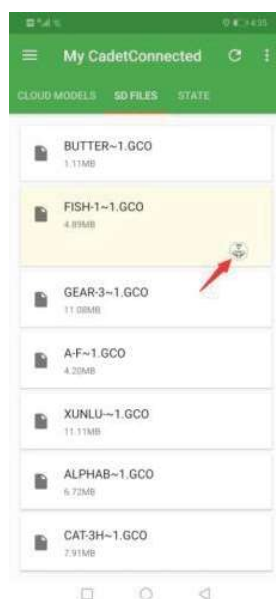 4:35
My CadetConnected
CLOUD MODELS SD FILES STATE
BUTTER~1.GCO
1.11MB
FISH-1~1.GCO
4.89MB
GEAR-3~1.GCO
11.08MB
A-F~1.GCO
4.20MB
XUNLU-~1.GCO
11.11MB
ALPHAB~1.GCO
6.72MB
CAT-3H~1.GCO
7.91MB